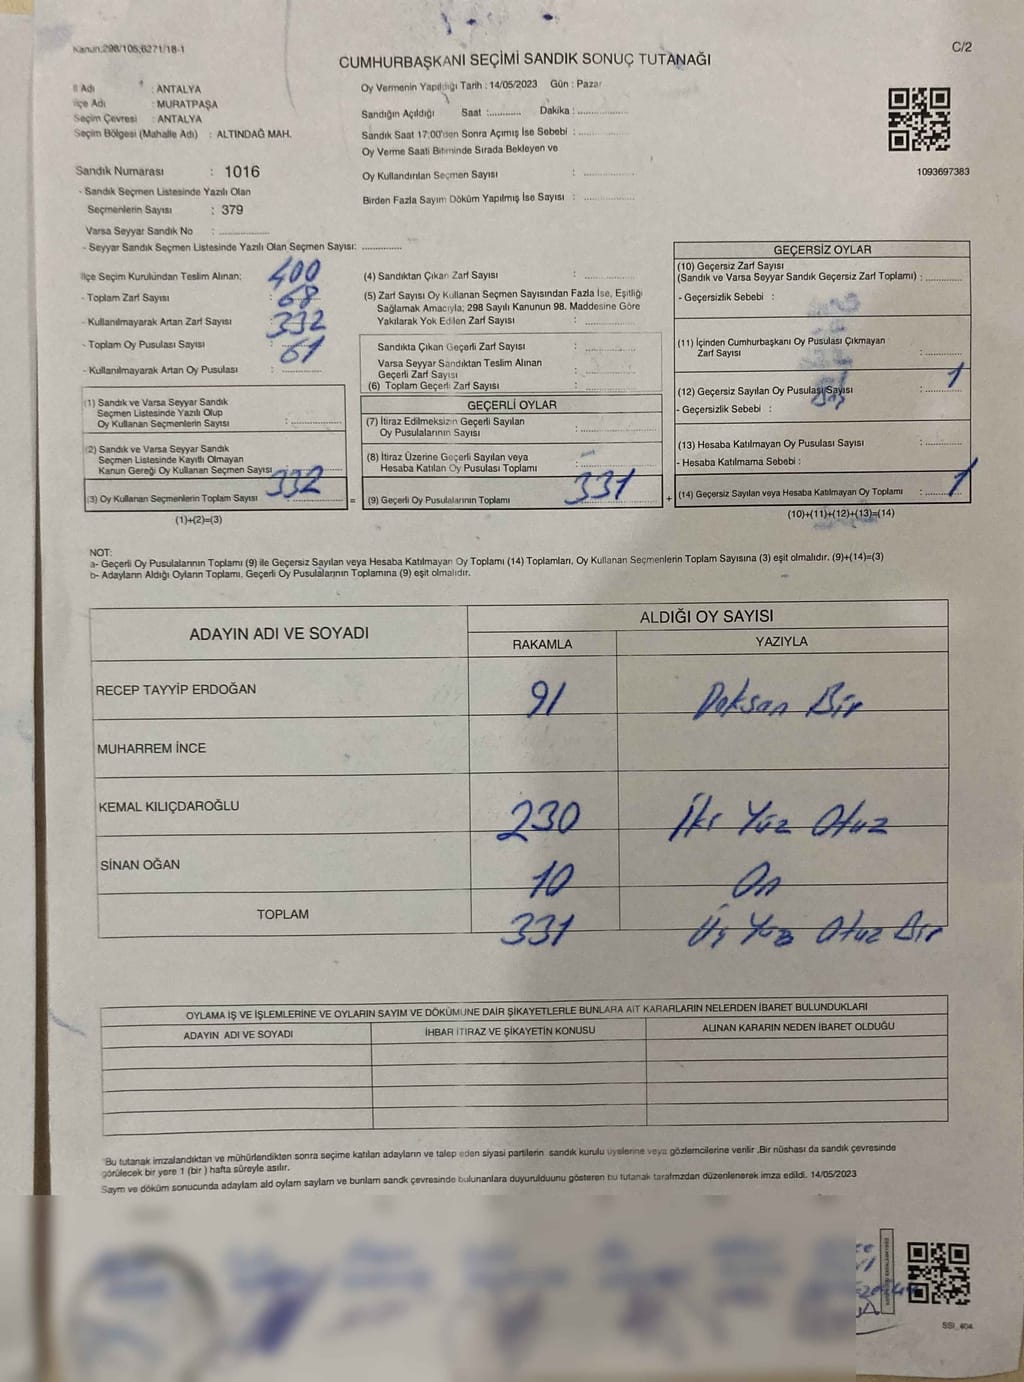 Kanun:298/105;6271/18-1
C/2
CUMHURBAŞKANI SEÇİMİ SANDIK SONUÇ TUTANAĞI
İl Adı : ANTALYA
İlçe Adı : MURATPAŞA
Seçim Çevresi : ANTALYA
Seçim Bölgesi (Mahalle Adı) : ALTINDAĞ MAH.
Sandık Numarası : 1016
- Sandık Seçmen Listesinde Yazılı Olan
Seçmenlerin Sayısı : 379
Varsa Seyyar Sandık No : ..............
- Seyyar Sandık Seçmen Listesinde Yazılı Olan Seçmen Sayısı: ..............
Oy Vermenin Yapıldığı Tarih : 14/05/2023 Gün : Pazar
Sandığın Açıldığı Saat :........... Dakika : ..............
Sandık Saat 17:00'den Sonra Açımış İse Sebebi : ..............
Oy Verme Saati Bitiminde Sırada Bekleyen ve
Oy Kullandırılan Seçmen Sayısı : ..............
Birden Fazla Sayım Döküm Yapılmış İse Sayısı : ..............
1093697383
İlçe Seçim Kurulundan Teslim Alınan: 400
- Toplam Zarf Sayısı : 68
- Kullanılmayarak Artan Zarf Sayısı : 332
- Toplam Oy Pusulası Sayısı : 61
- Kullanılmayarak Artan Oy Pusulası : ..............
(1) Sandık ve Varsa Seyyar Sandık
Seçmen Listesinde Yazılı Olup
Oy Kullanan Seçmenlerin Sayısı : ..............
(2) Sandık ve Varsa Seyyar Sandık
Seçmen Listesinde Kayıtlı Olmayan
Kanun Gereği Oy Kullanan Seçmen Sayısı : ..............
(3) Oy Kullanan Seçmenlerin Toplam Sayısı : 332 =
(1)+(2)=(3)
(4) Sandıktan Çıkan Zarf Sayısı : ..............
(5) Zarf Sayısı Oy Kullanan Seçmen Sayısından Fazla İse, Eşitliği
Sağlamak Amacıyla; 298 Sayılı Kanunun 98. Maddesine Göre
Yakılarak Yok Edilen Zarf Sayısı : ..............
Sandıkta Çıkan Geçerli Zarf Sayısı : ..............
Varsa Seyyar Sandıktan Teslim Alınan
Geçerli Zarf Sayısı : ..............
(6) Toplam Geçerli Zarf Sayısı : ..............
GEÇERLİ OYLAR
(7) İtiraz Edilmeksizin Geçerli Sayılan
Oy Pusulalarının Sayısı : ..............
(8) İtiraz Üzerine Geçerli Sayılan veya
Hesaba Katılan Oy Pusulası Toplamı : ..............
(9) Geçerli Oy Pusulalarının Toplamı : 331 +
GEÇERSİZ OYLAR
(10) Geçersiz Zarf Sayısı
(Sandık ve Varsa Seyyar Sandık Geçersiz Zarf Toplamı) : ..............
- Geçersizlik Sebebi :
(11) İçinden Cumhurbaşkanı Oy Pusulası Çıkmayan
Zarf Sayısı : ..............
(12) Geçersiz Sayılan Oy Pusulası Sayısı : 1
- Geçersizlik Sebebi :
(13) Hesaba Katılmayan Oy Pusulası Sayısı : ..............
- Hesaba Katılmama Sebebi :
(14) Geçersiz Sayılan veya Hesaba Katılmayan Oy Toplamı : 1
(10)+(11)+(12)+(13)=(14)
NOT:
a- Geçerli Oy Pusulalarının Toplamı (9) ile Geçersiz Sayılan veya Hesaba Katılmayan Oy Toplamı (14) Toplamları, Oy Kullanan Seçmenlerin Toplam Sayısına (3) eşit olmalıdır. (9)+(14)=(3)
b- Adayların Aldığı Oyların Toplamı, Geçerli Oy Pusulalarının Toplamına (9) eşit olmalıdır.
ADAYIN ADI VE SOYADI
ALDIĞI OY SAYISI
RAKAMLA YAZIYLA
RECEP TAYYİP ERDOĞAN 91 Doksan Bir
MUHARREM İNCE
KEMAL KILIÇDAROĞLU 230 İki Yüz Otuz
SİNAN OĞAN 10 On
TOPLAM 331 Üç Yüz Otuz Bir
OYLAMA İŞ VE İŞLEMLERİNE VE OYLARIN SAYIM VE DÖKÜMÜNE DAİR ŞİKAYETLERLE BUNLARA AİT KARARLARIN NELERDEN İBARET BULUNDUKLARI
ADAYIN ADI VE SOYADI İHBAR İTİRAZ VE ŞİKAYETİN KONUSU ALINAN KARARIN NEDEN İBARET OLDUĞU
Bu tutanak imzalandıktan ve mühürlendikten sonra seçime katılan adayların ve talep eden siyasi partilerin sandık kurulu üyelerine veya gözlemcilerine verilir .Bir nüshası da sandık çevresinde
görülecek bir yere 1 (bir ) hafta süreyle asılır.
Sayım ve döküm sonucunda adaylam ald oylam saylam ve bunlam sandk çevresinde bulunanlara duyurulduunu gösteren bu tutanak tarafmzdan düzenlenerek imza edildi. 14/05/2023
SSI_404